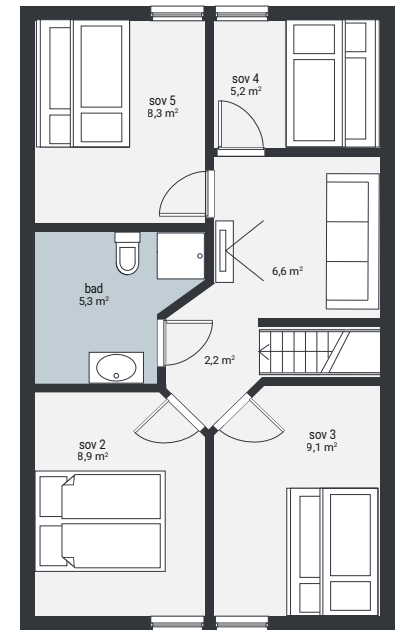 sov 5
8,3 m²
sov 4
5,2 m²
6,6 m²
bad
5,3 m²
2,2 m²
sov 2
8,9 m²
sov 3
9,1 m²